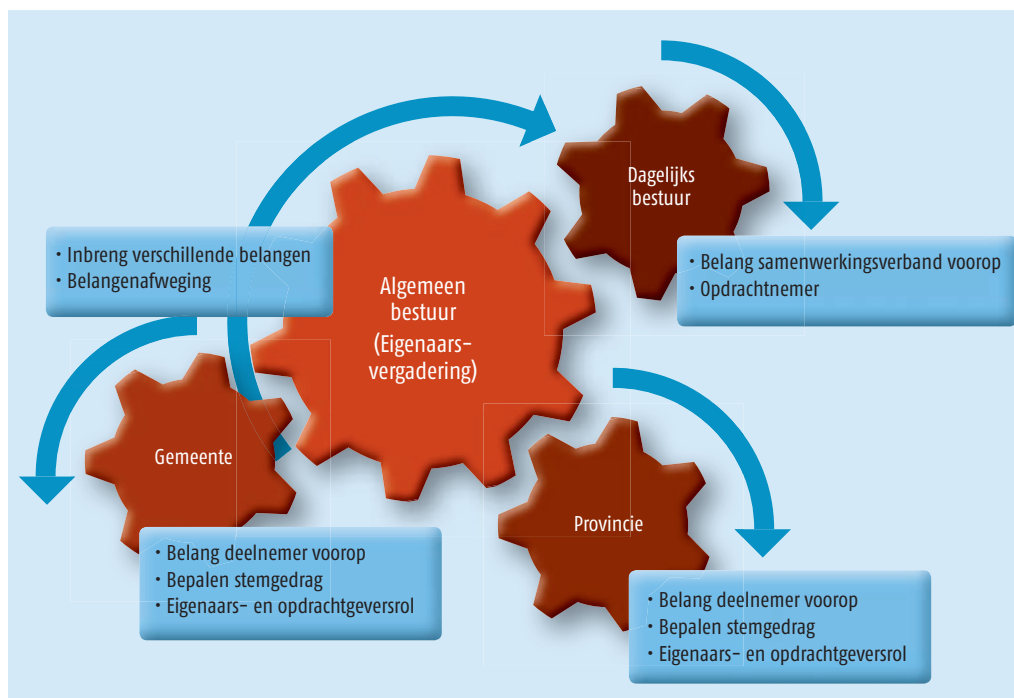 Dagelijks
bestuur
• Inbreng verschillende belangen
• Belangenafweging
• Belang samenwerkingsverband voorop
• Opdrachtnemer
Algemeen
bestuur
(Eigenaars-
vergadering)
Gemeente
Provincie
• Belang deelnemer voorop
• Bepalen stemgedrag
• Eigenaars- en opdrachtgeversrol
• Belang deelnemer voorop
• Bepalen stemgedrag
• Eigenaars- en opdrachtgeversrol